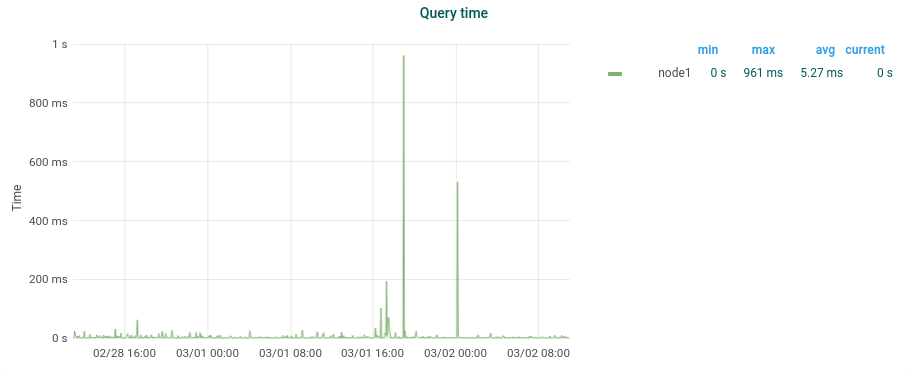 Query time
min max avg current
node1 0 s 961 ms 5.27 ms 0 s
1 s
800 ms
600 ms
400 ms
200 ms
0 s
Time
02/28 16:00 03/01 00:00 03/01 08:00 03/01 16:00 03/02 00:00 03/02 08:00